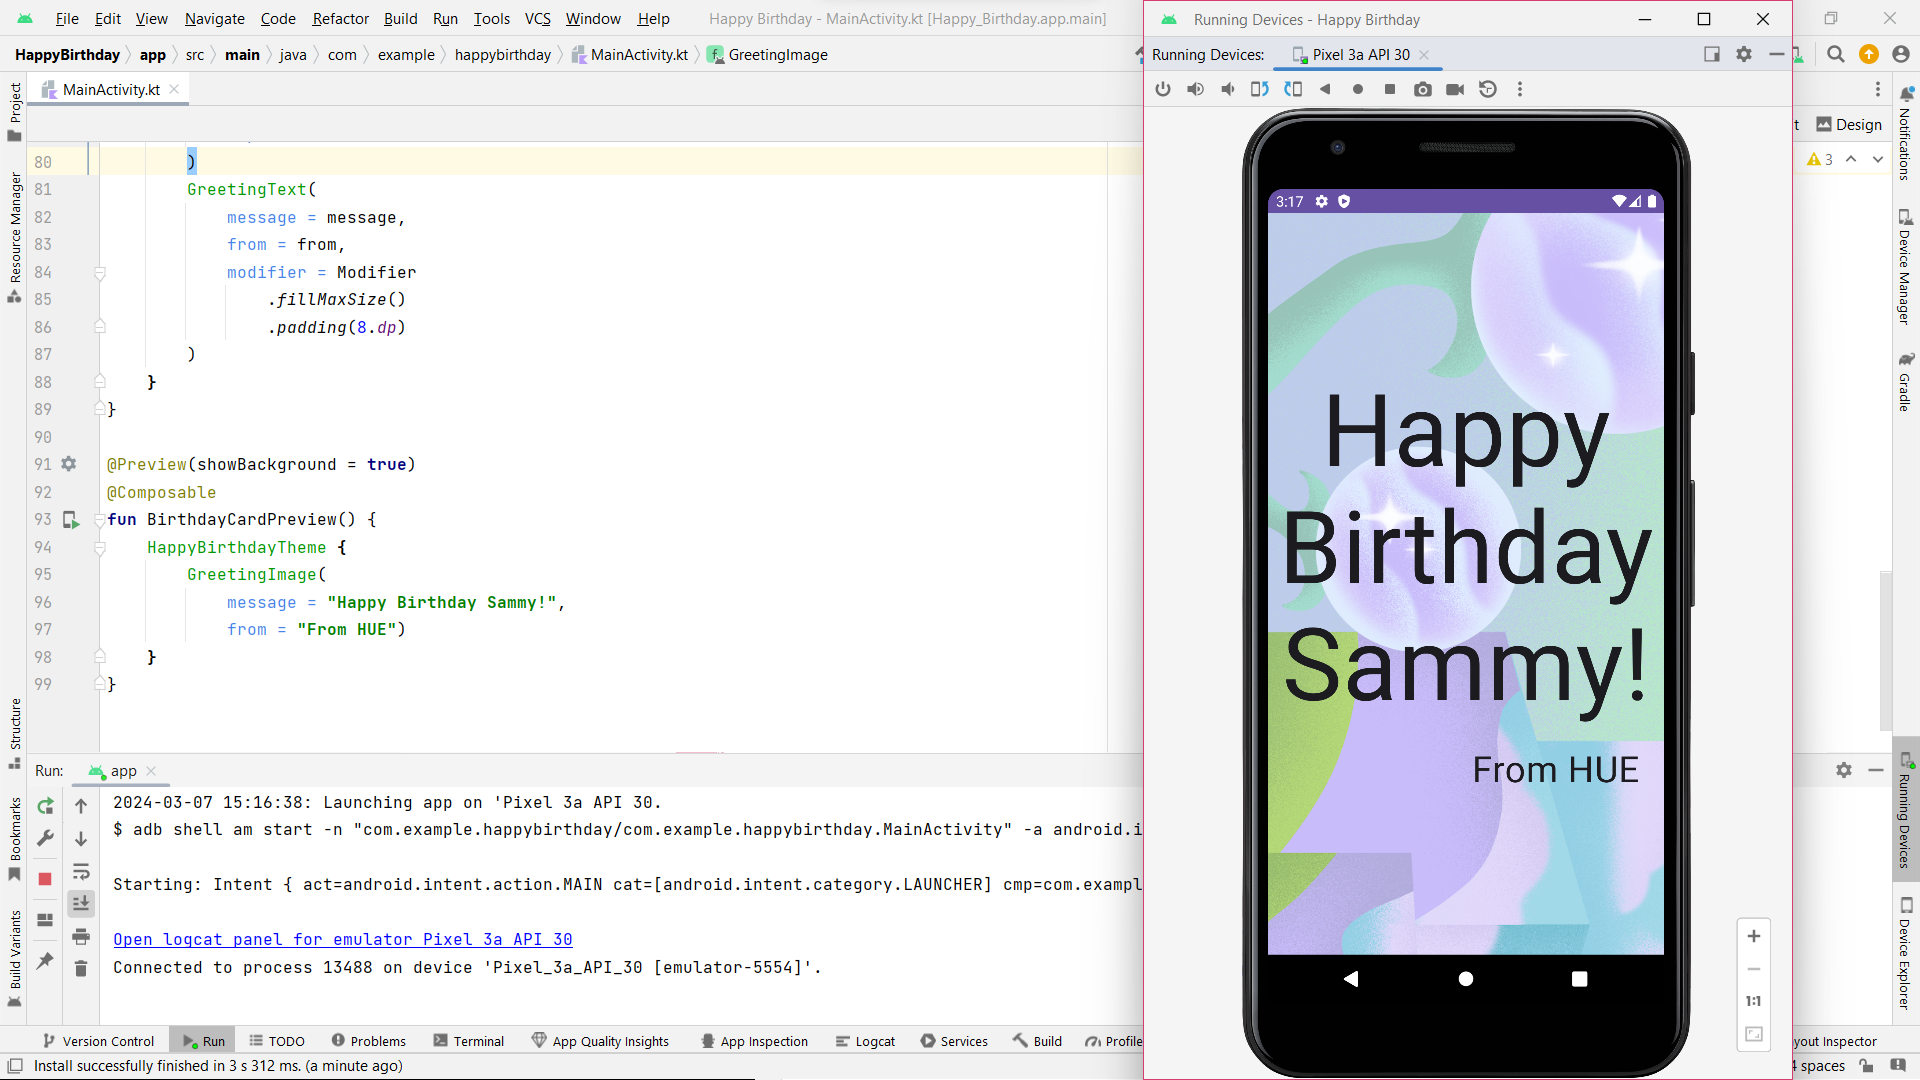 File Edit View Navigate Code Refactor Build Run Tools VCS Window Help Happy Birthday - MainActivity.kt [Happy_Birthday.app.main]
HappyBirthday app src main java com example happybirthday MainActivity.kt GreetingImage
MainActivity.kt
Design
3
80 )
81 GreetingText(
82 message = message,
83 from = from,
84 modifier = Modifier
85 .fillMaxSize()
86 .padding(8.dp)
87 )
88 }
89 }
90
91 @Preview(showBackground = true)
92 @Composable
93 fun BirthdayCardPreview() {
94 HappyBirthdayTheme {
95 GreetingImage(
96 message = "Happy Birthday Sammy!",
97 from = "From HUE")
98 }
99 }
Project
Resource Manager
Structure
Bookmarks
Build Variants
Run: app
2024-03-07 15:16:38: Launching app on 'Pixel 3a API 30.
$ adb shell am start -n "com.example.happybirthday/com.example.happybirthday.MainActivity" -a android.i
Starting: Intent { act=android.intent.action.MAIN cat=[android.intent.category.LAUNCHER] cmp=com.exampl
Open logcat panel for emulator Pixel 3a API 30
Connected to process 13488 on device 'Pixel_3a_API_30 [emulator-5554]'.
Version Control Run TODO Problems Terminal App Quality Insights App Inspection Logcat Services Build Profile
yout Inspector
Install successfully finished in 3 s 312 ms. (a minute ago)
4 spaces
Running Devices - Happy Birthday
Running Devices: Pixel 3a API 30
3:17
Happy
Birthday
Sammy!
From HUE
1:1
Notifications
Device Manager
Gradle
Running Devices
Device Explorer